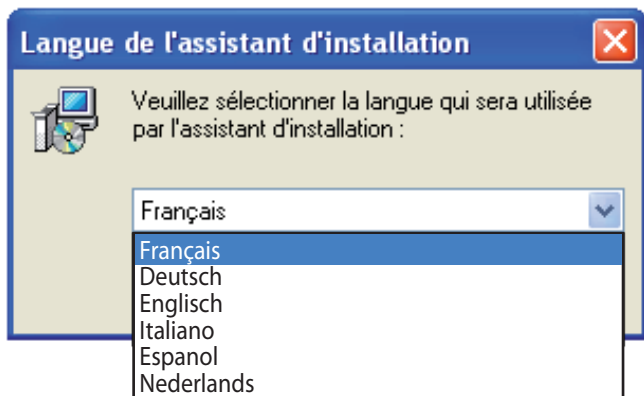 Langue de l'assistant d'installation
Veuillez sélectionner la langue qui sera utilisée
par l'assistant d'installation :
Français
Français
Deutsch
Englisch
Italiano
Espanol
Nederlands